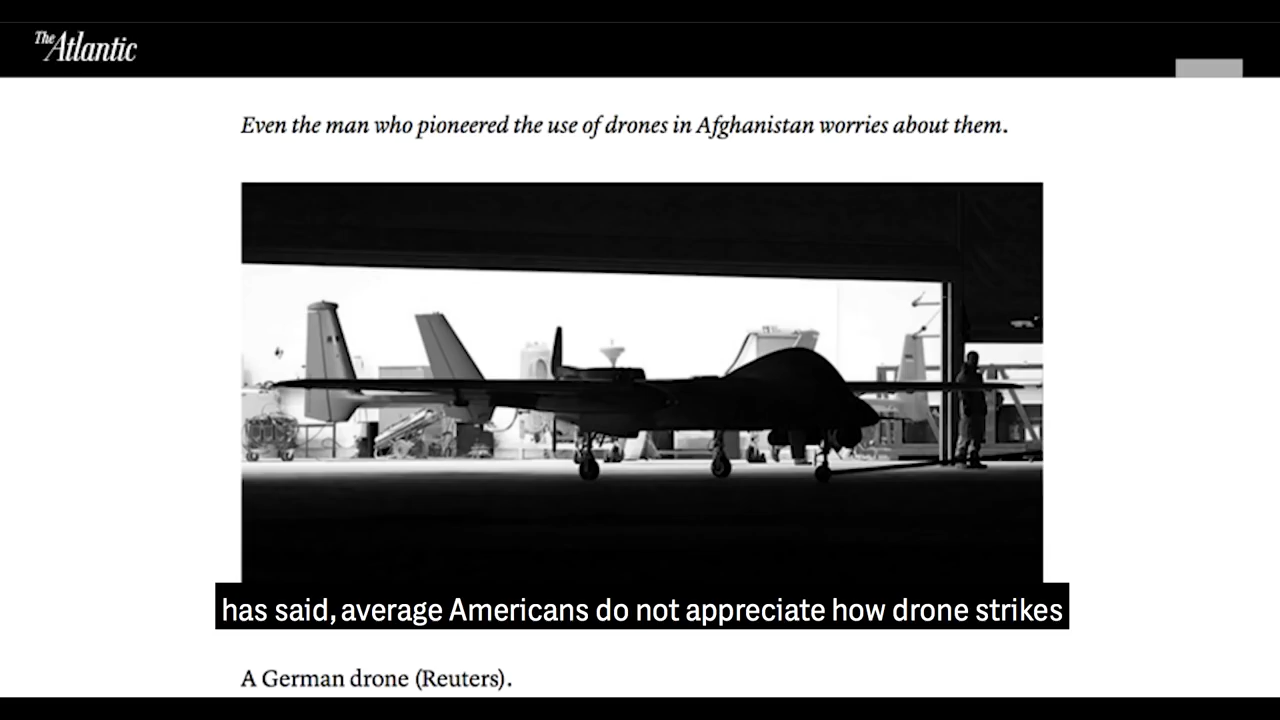 The Atlantic
Even the man who pioneered the use of drones in Afghanistan worries about them.
has said, average Americans do not appreciate how drone strikes
A German drone (Reuters).